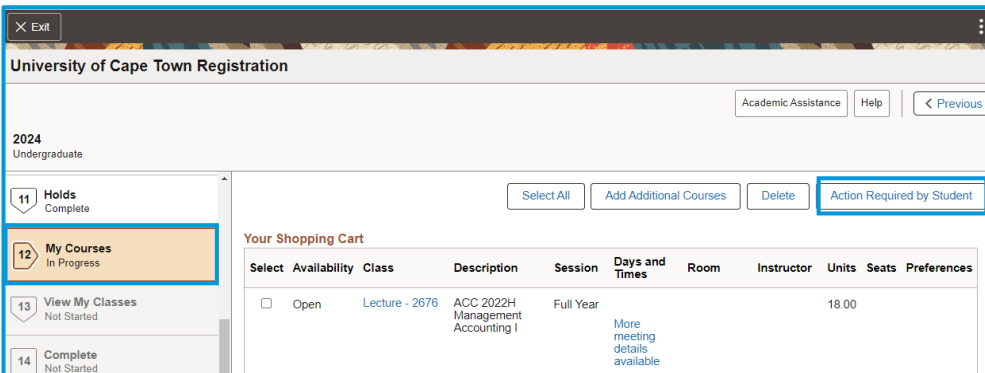 Exit
University of Cape Town Registration
Academic Assistance
Help
Previous
2024
Undergraduate
11 Holds
Complete
12 My Courses
In Progress
13 View My Classes
Not Started
14 Complete
Not Started
Select All
Add Additional Courses
Delete
Action Required by Student
Your Shopping Cart
Select Availability Class Description Session Days and Times Room Instructor Units Seats Preferences
Open Lecture - 2676 ACC 2022H Full Year 18.00
Management
Accounting I
More
meeting
details
available